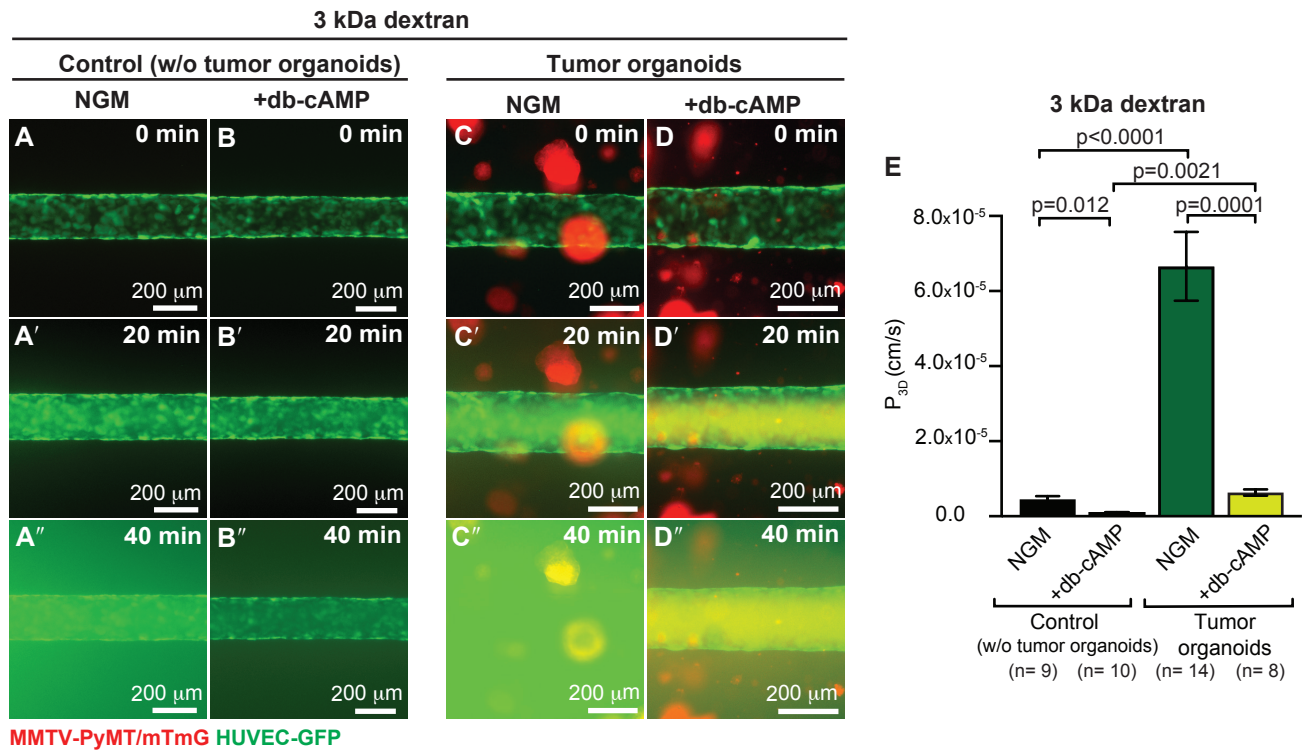 3 kDa dextran
Control (w/o tumor organoids)
Tumor organoids
NGM
+db-cAMP
NGM
+db-cAMP
A
0 min
200 μm
B
0 min
200 μm
C
0 min
200 μm
D
0 min
200 μm
A′
20 min
200 μm
B′
20 min
200 μm
C′
20 min
200 μm
D′
20 min
200 μm
A″
40 min
200 μm
B″
40 min
200 μm
C″
40 min
200 μm
D″
40 min
200 μm
MMTV-PyMT/mTmG HUVEC-GFP
E
3 kDa dextran
p<0.0001
p=0.0021
p=0.012
p=0.0001
P3D (cm/s)
8.0x10-5
6.0x10-5
4.0x10-5
2.0x10-5
0.0
NGM
+db-cAMP
NGM
+db-cAMP
Control
(w/o tumor organoids)
Tumor
organoids
(n= 9)
(n= 10)
(n= 14)
(n= 8)